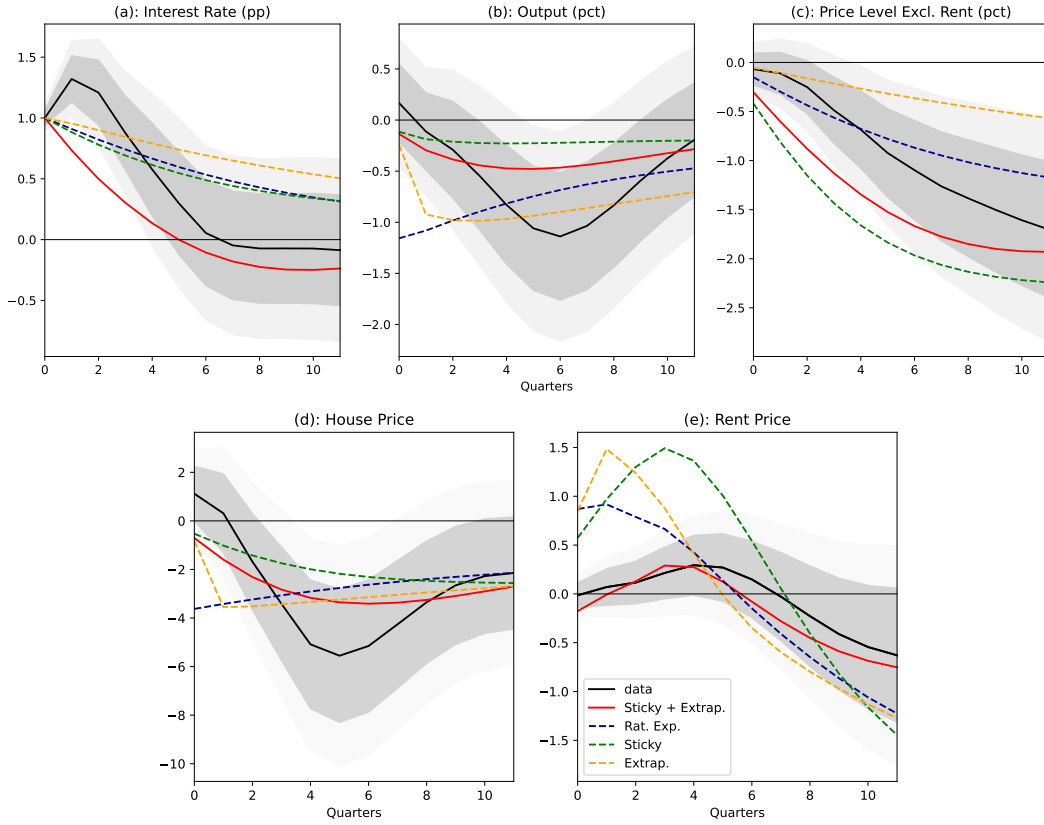 (a): Interest Rate (pp)
1.5
1.0
0.5
0.0
−0.5
0 2 4 6 8 10
(b): Output (pct)
0.5
0.0
−0.5
−1.0
−1.5
−2.0
0 2 4 6 8 10
Quarters
(c): Price Level Excl. Rent (pct)
0.0
−0.5
−1.0
−1.5
−2.0
−2.5
0 2 4 6 8 10
(d): House Price
2
0
−2
−4
−6
−8
−10
0 2 4 6 8 10
Quarters
(e): Rent Price
1.5
1.0
0.5
0.0
−0.5
−1.0
−1.5
data
Sticky + Extrap.
Rat. Exp.
Sticky
Extrap.
0 2 4 6 8 10
Quarters